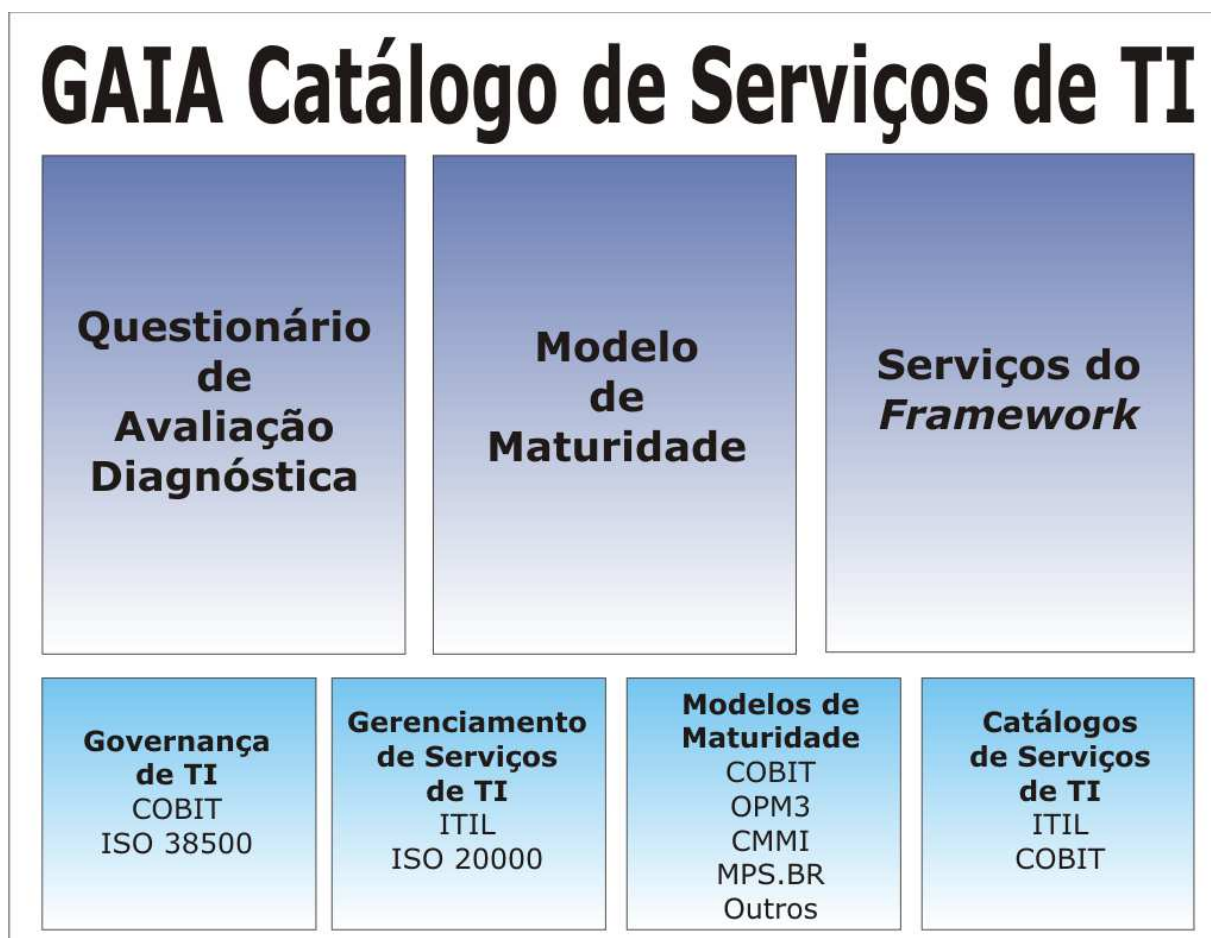 GAIA Catálogo de Serviços de TI
Questionário
de
Avaliação
Diagnóstica
Modelo
de
Maturidade
Serviços do
Framework
Governança
de TI
COBIT
ISO 38500
Gerenciamento
de Serviços
de TI
ITIL
ISO 20000
Modelos de
Maturidade
COBIT
OPM3
CMMI
MPS.BR
Outros
Catálogos
de Serviços
de TI
ITIL
COBIT